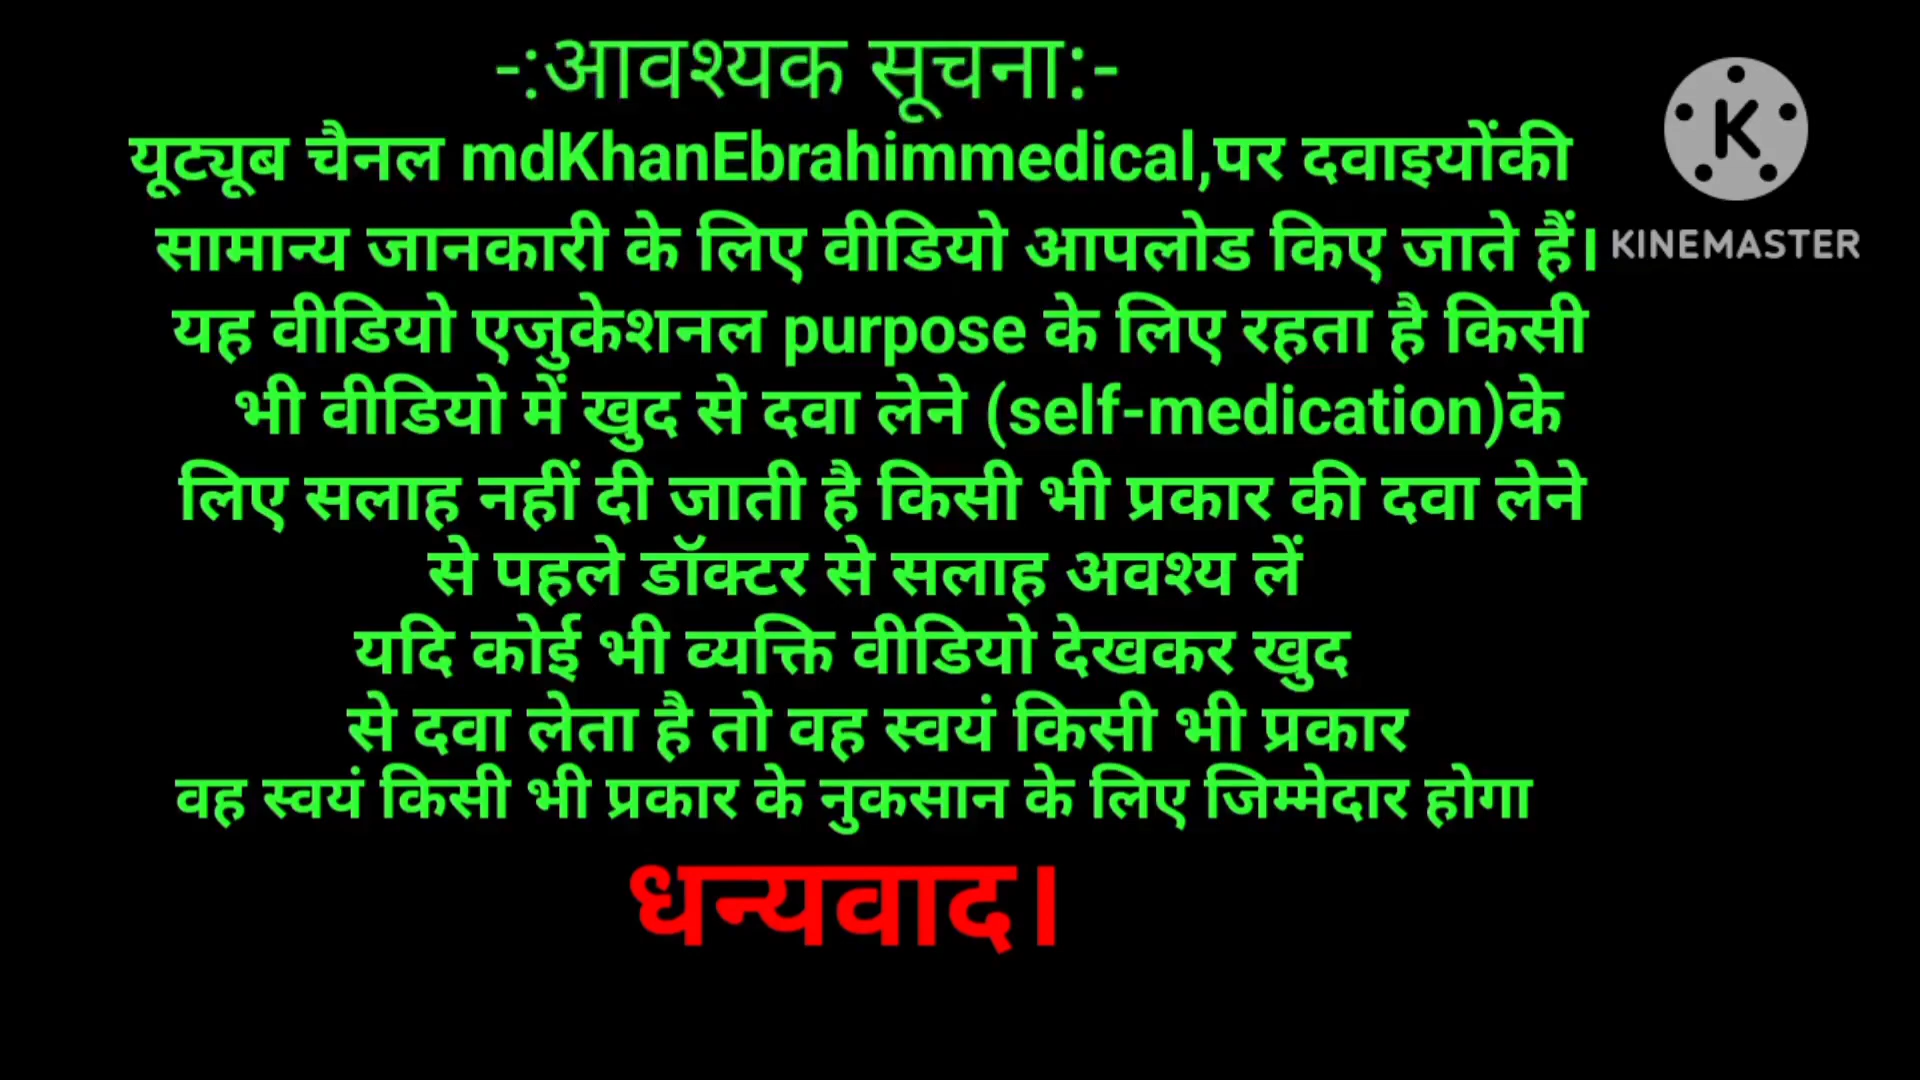 -:आवश्यक सूचना:-
यूट्यूब चैनल mdKhanEbrahimmedical,पर दवाइयोंकी
सामान्य जानकारी के लिए वीडियो आपलोड किए जाते हैं।
यह वीडियो एजुकेशनल purpose के लिए रहता है किसी
भी वीडियो में खुद से दवा लेने (self-medication)के
लिए सलाह नहीं दी जाती है किसी भी प्रकार की दवा लेने
से पहले डॉक्टर से सलाह अवश्य लें
यदि कोई भी व्यक्ति वीडियो देखकर खुद
से दवा लेता है तो वह स्वयं किसी भी प्रकार
वह स्वयं किसी भी प्रकार के नुकसान के लिए जिम्मेदार होगा
धन्यवाद।
K
KINEMASTER